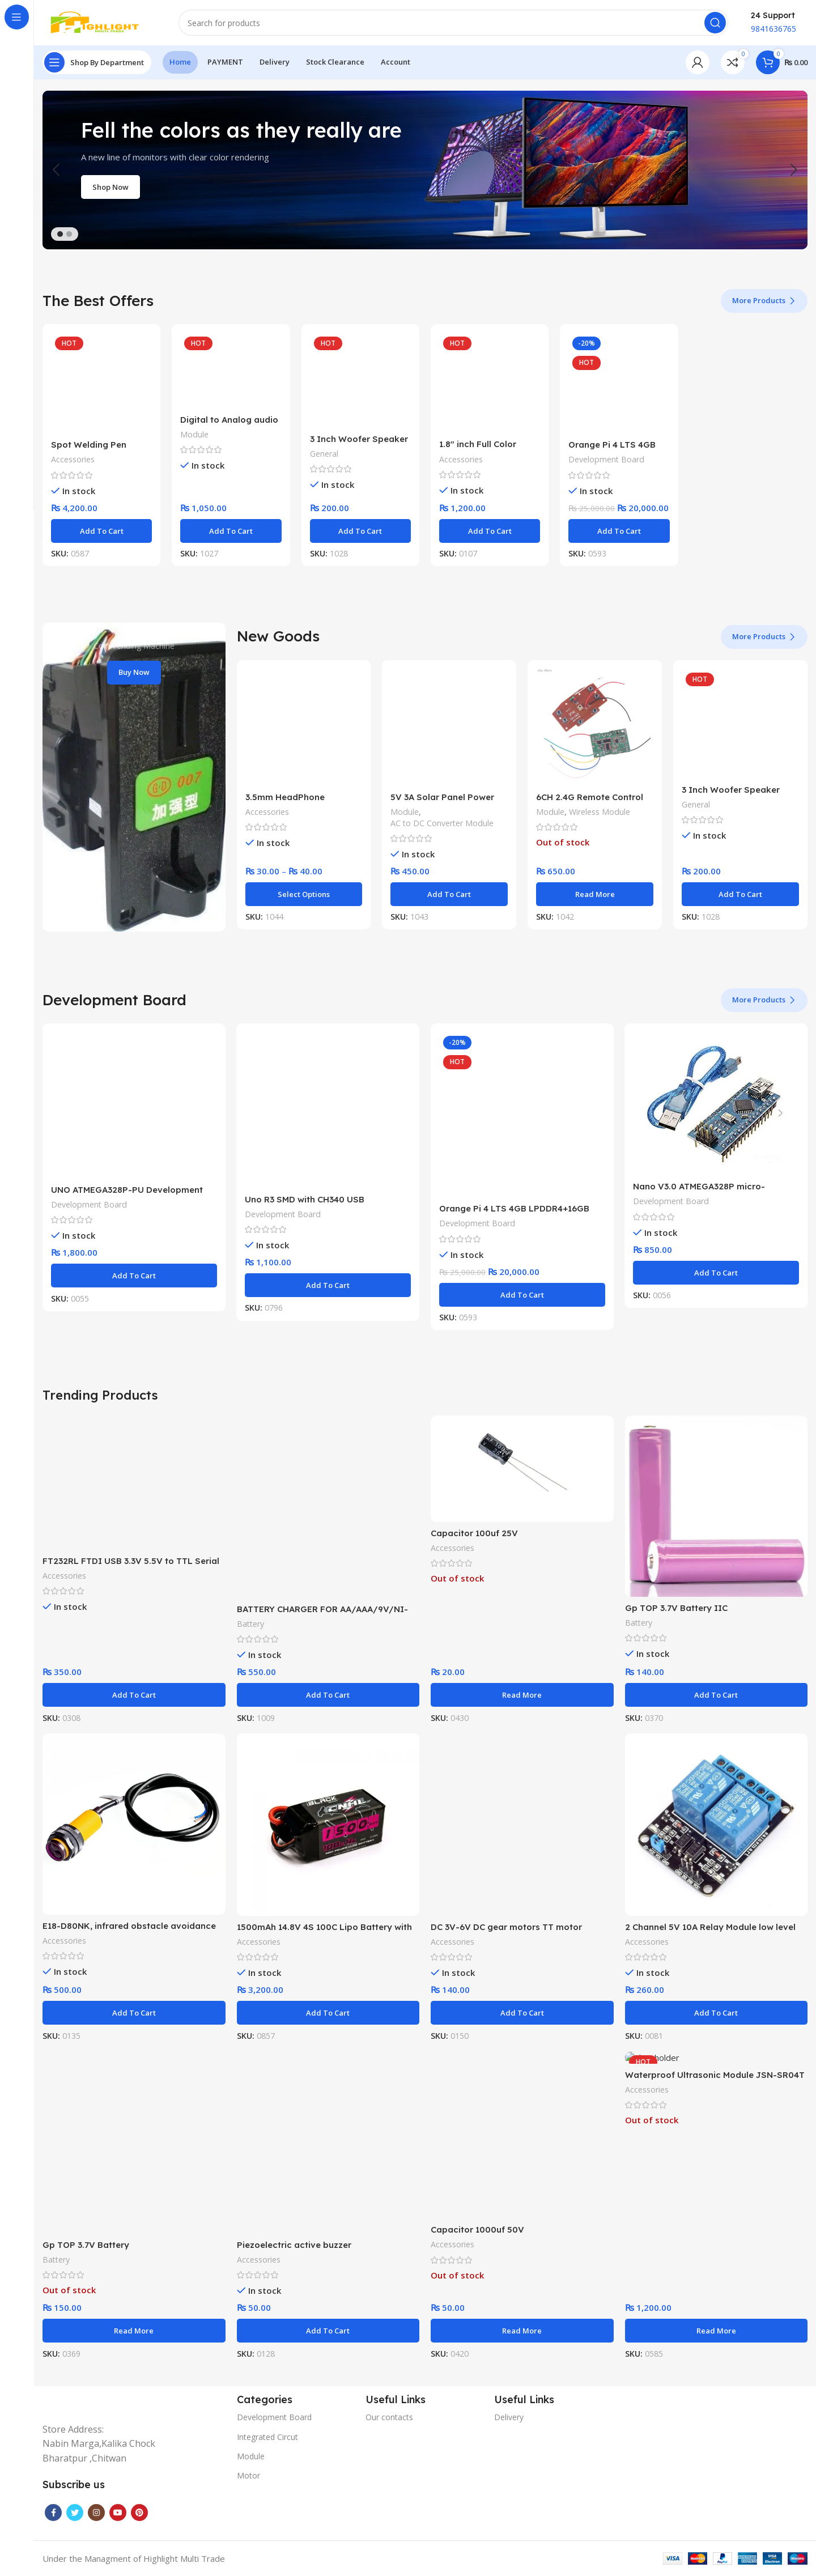 HIGHLIGHT
Search for products
24 Support
9841636765
Shop By Department
Home
PAYMENT
Delivery
Stock Clearance
Account
0
0
₨ 0.00
Fell the colors as they really are
A new line of monitors with clear color rendering
Shop Now
The Best Offers
More Products
HOT
Spot Welding Pen
Accessories
In stock
₨ 4,200.00
Add To Cart
SKU: 0587
HOT
Digital to Analog audio
Module
In stock
₨ 1,050.00
Add To Cart
SKU: 1027
HOT
3 Inch Woofer Speaker
General
In stock
₨ 200.00
Add To Cart
SKU: 1028
HOT
1.8" inch Full Color
Accessories
In stock
₨ 1,200.00
Add To Cart
SKU: 0107
-20%
HOT
Orange Pi 4 LTS 4GB
Development Board
In stock
₨ 25,000.00 ₨ 20,000.00
Add To Cart
SKU: 0593
Buy Now
007
加强型
New Goods
More Products
3.5mm HeadPhone
Accessories
In stock
₨ 30.00 – ₨ 40.00
Select Options
SKU: 1044
5V 3A Solar Panel Power
Module,
AC to DC Converter Module
In stock
₨ 450.00
Add To Cart
SKU: 1043
6CH 2.4G Remote Control
Module, Wireless Module
Out of stock
₨ 650.00
Read More
SKU: 1042
HOT
3 Inch Woofer Speaker
General
In stock
₨ 200.00
Add To Cart
SKU: 1028
Development Board
More Products
UNO ATMEGA328P-PU Development
Development Board
In stock
₨ 1,800.00
Add To Cart
SKU: 0055
Uno R3 SMD with CH340 USB
Development Board
In stock
₨ 1,100.00
Add To Cart
SKU: 0796
-20%
HOT
Orange Pi 4 LTS 4GB LPDDR4+16GB
Development Board
In stock
₨ 25,000.00 ₨ 20,000.00
Add To Cart
SKU: 0593
Nano V3.0 ATMEGA328P micro-
Development Board
In stock
₨ 850.00
Add To Cart
SKU: 0056
Trending Products
FT232RL FTDI USB 3.3V 5.5V to TTL Serial
Accessories
In stock
₨ 350.00
Add To Cart
SKU: 0308
BATTERY CHARGER FOR AA/AAA/9V/NI-
Battery
In stock
₨ 550.00
Add To Cart
SKU: 1009
Capacitor 100uf 25V
Accessories
Out of stock
₨ 20.00
Read More
SKU: 0430
Gp TOP 3.7V Battery IIC
Battery
In stock
₨ 140.00
Add To Cart
SKU: 0370
E18-D80NK, infrared obstacle avoidance
Accessories
In stock
₨ 500.00
Add To Cart
SKU: 0135
BLACK
1500
1500mAh 14.8V 4S 100C Lipo Battery with
Accessories
In stock
₨ 3,200.00
Add To Cart
SKU: 0857
DC 3V-6V DC gear motors TT motor
Accessories
In stock
₨ 140.00
Add To Cart
SKU: 0150
2 Channel 5V 10A Relay Module low level
Accessories
In stock
₨ 260.00
Add To Cart
SKU: 0081
Gp TOP 3.7V Battery
Battery
Out of stock
₨ 150.00
Read More
SKU: 0369
Piezoelectric active buzzer
Accessories
In stock
₨ 50.00
Add To Cart
SKU: 0128
Capacitor 1000uf 50V
Accessories
Out of stock
₨ 50.00
Read More
SKU: 0420
HOT
Waterproof Ultrasonic Module JSN-SR04T
Accessories
Out of stock
₨ 1,200.00
Read More
SKU: 0585
Store Address:
Nabin Marga,Kalika Chock
Bharatpur ,Chitwan
Subscribe us
Categories
Development Board
Integrated Circut
Module
Motor
Useful Links
Our contacts
Useful Links
Delivery
Under the Managment of Highlight Multi Trade
VISA
PayPal